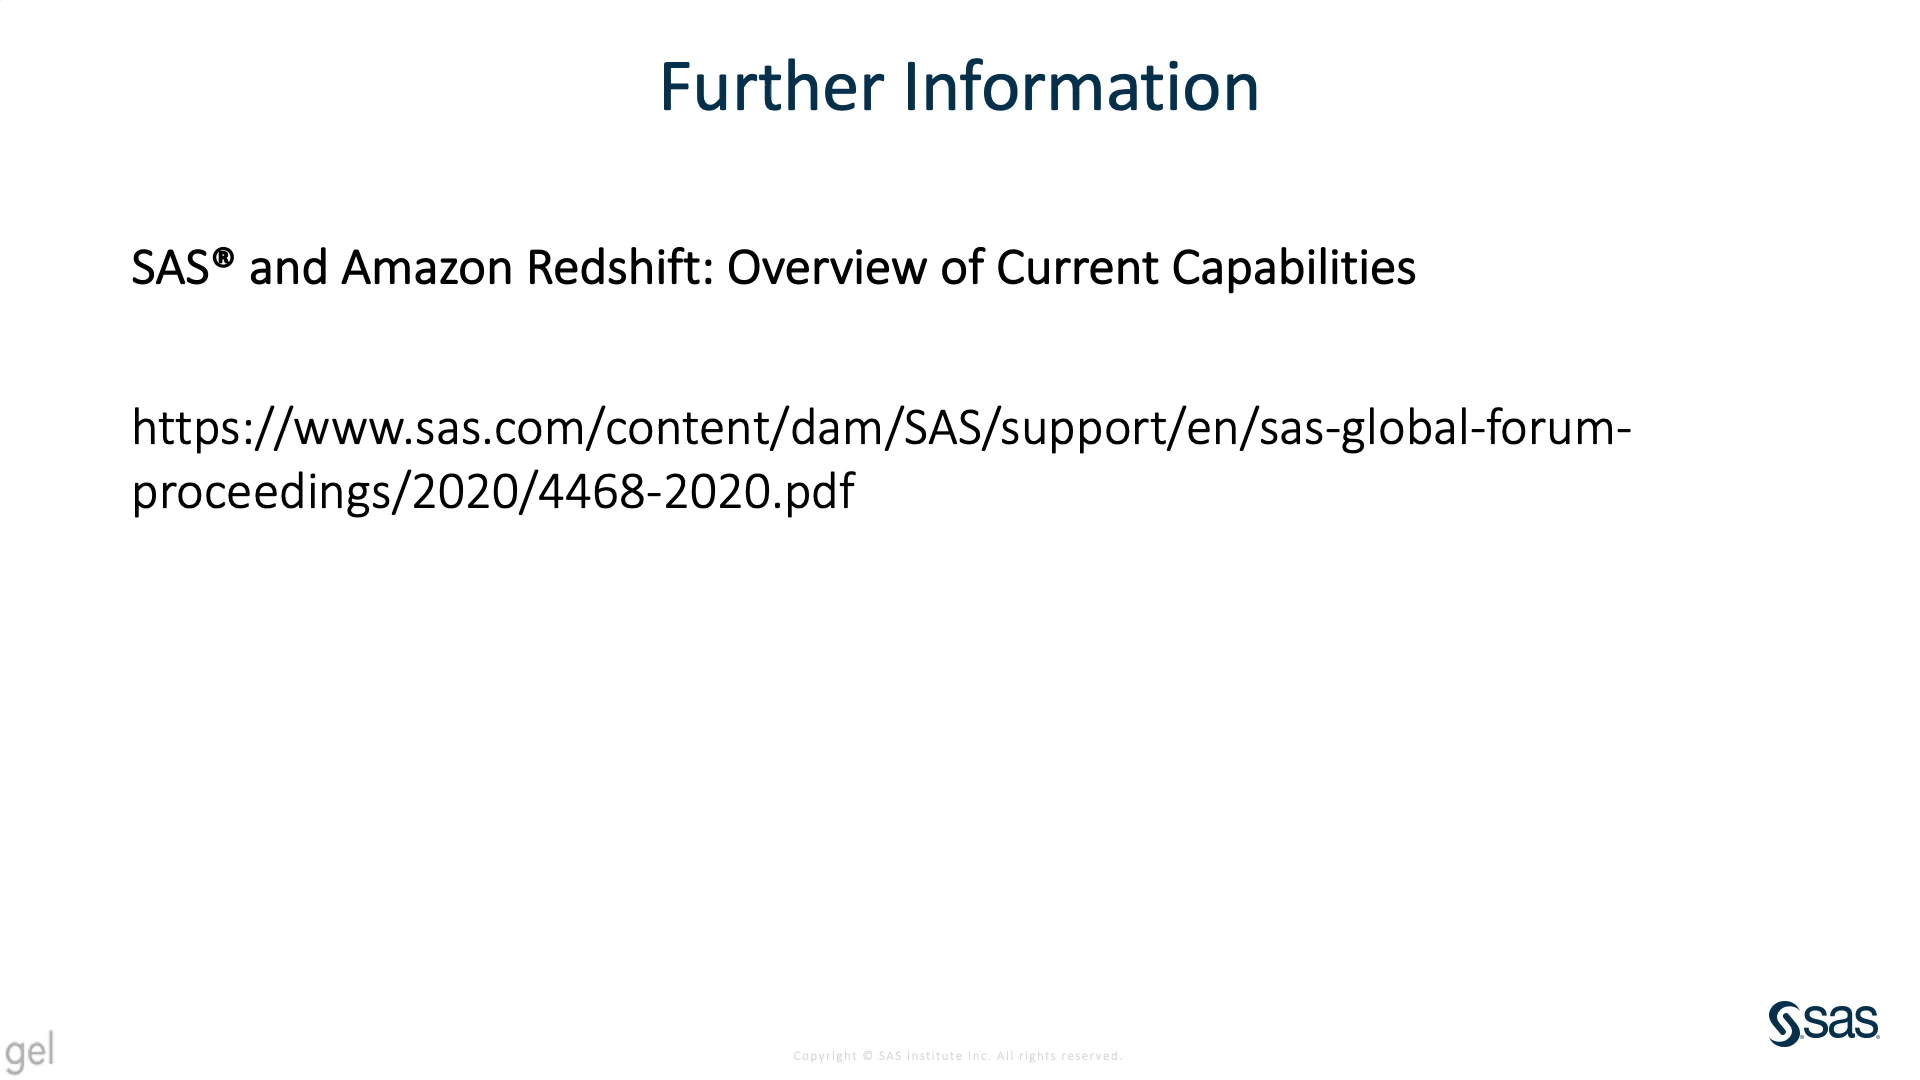 Further Information
SAS® and Amazon Redshift: Overview of Current Capabilities
https://www.sas.com/content/dam/SAS/support/en/sas-global-forum-
proceedings/2020/4468-2020.pdf
sas
gel
Copyright © SAS Institute Inc. All rights reserved.